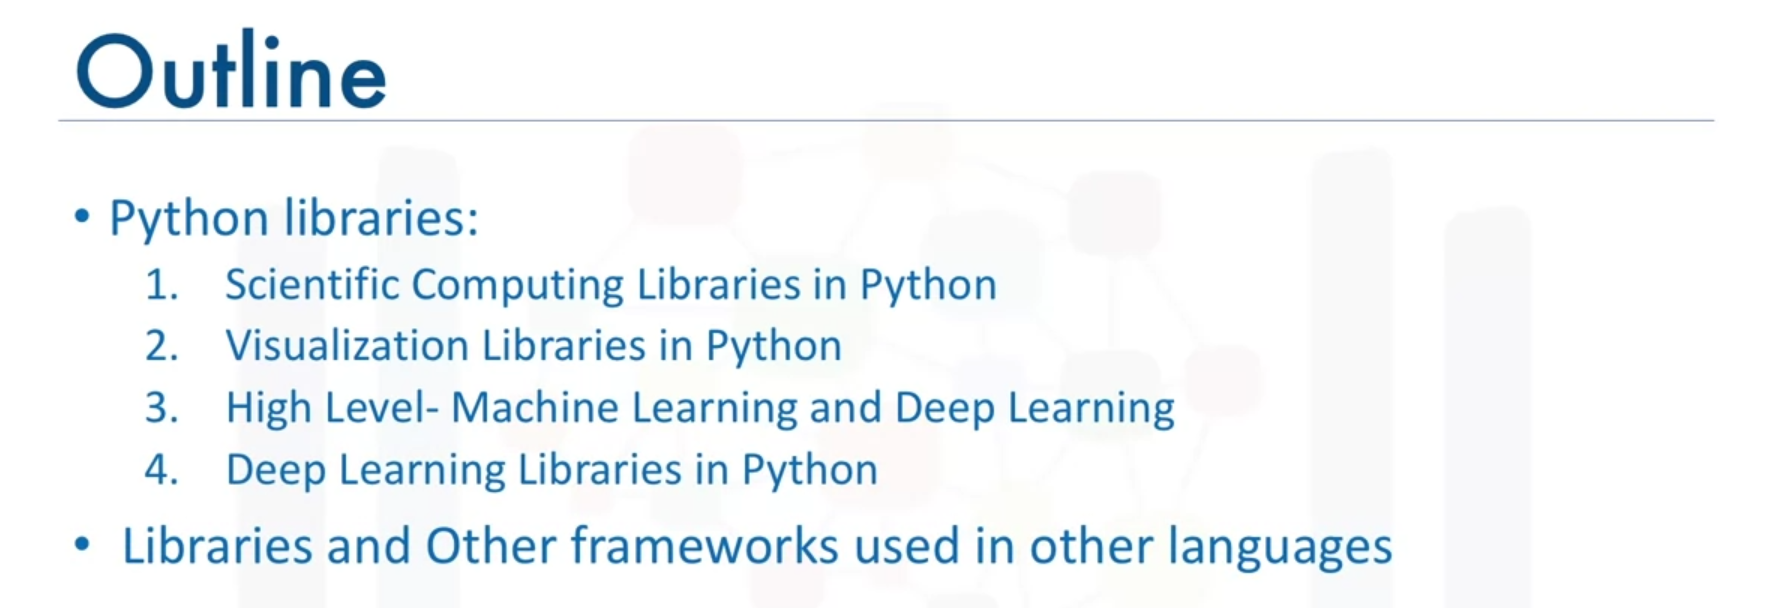 Outline
• Python libraries:
1. Scientific Computing Libraries in Python
2. Visualization Libraries in Python
3. High Level- Machine Learning and Deep Learning
4. Deep Learning Libraries in Python
• Libraries and Other frameworks used in other languages